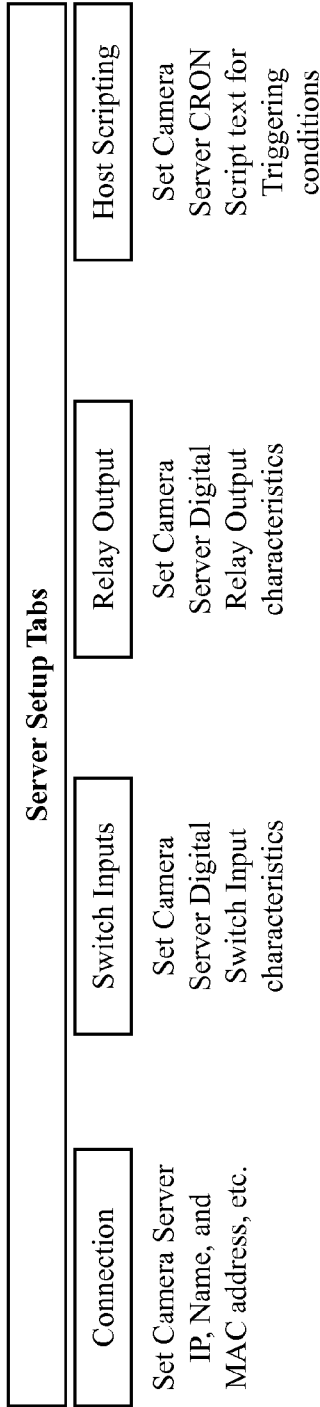 Server Setup Tabs
Connection
Set Camera Server
IP, Name, and
MAC address, etc.
Switch Inputs
Set Camera
Server Digital
Switch Input
characteristics
Relay Output
Set Camera
Server Digital
Relay Output
characteristics
Host Scripting
Set Camera
Server CRON
Script text for
Triggering
conditions